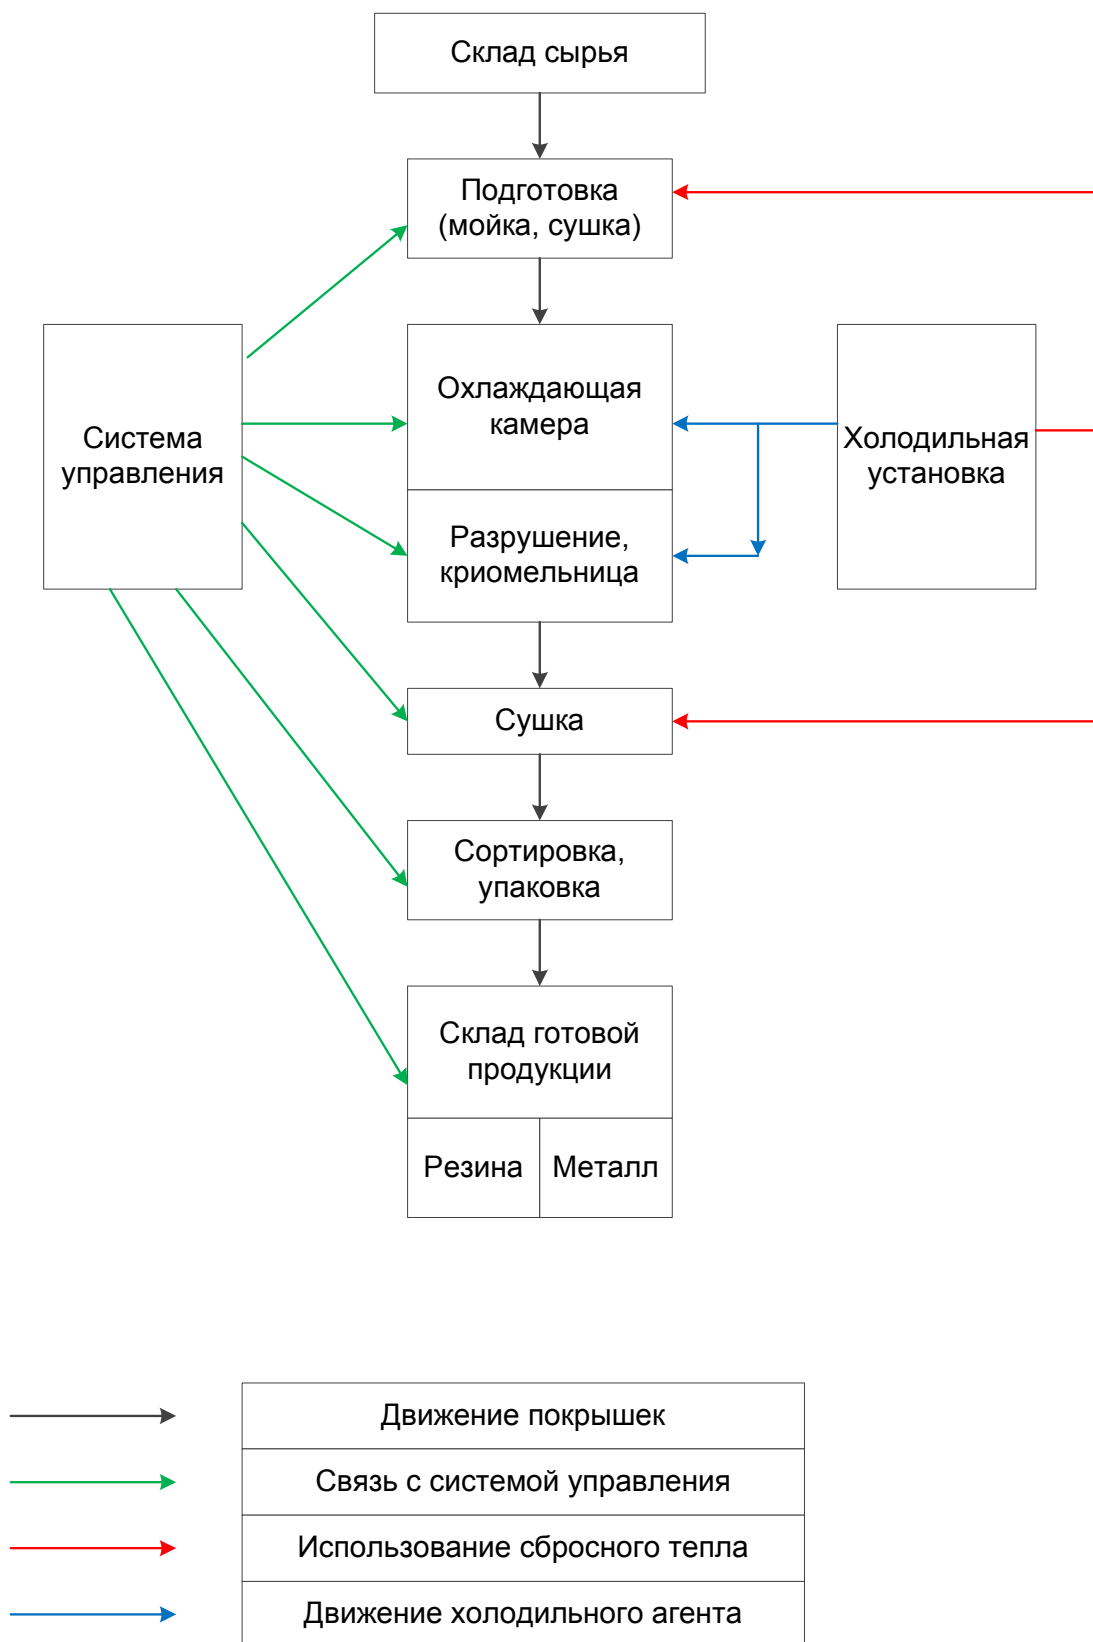 Склад сырья
Подготовка
(мойка, сушка)
Система
управления
Охлаждающая
камера
Холодильная
установка
Разрушение,
криомельница
Сушка
Сортировка,
упаковка
Склад готовой
продукции
Резина
Металл
Движение покрышек
Связь с системой управления
Использование сбросного тепла
Движение холодильного агента